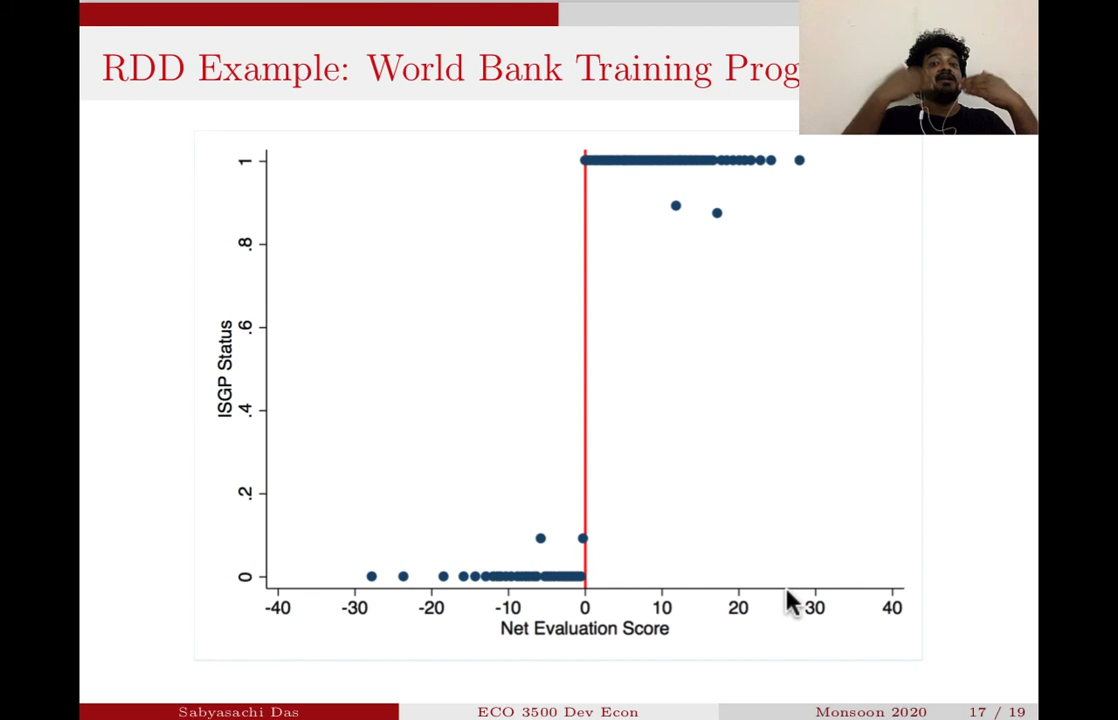 RDD Example: World Bank Training Prog
1
.8
.6
.4
.2
0
ISGP Status
-40 -30 -20 -10 0 10 20 30 40
Net Evaluation Score
Sabyasachi Das ECO 3500 Dev Econ Monsoon 2020 17 / 19